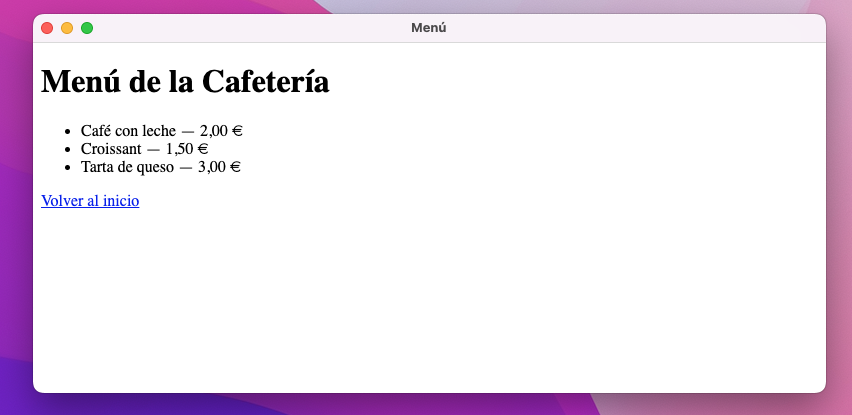 Menú
Menú de la Cafetería
• Café con leche — 2,00 €
• Croissant — 1,50 €
• Tarta de queso — 3,00 €
Volver al inicio